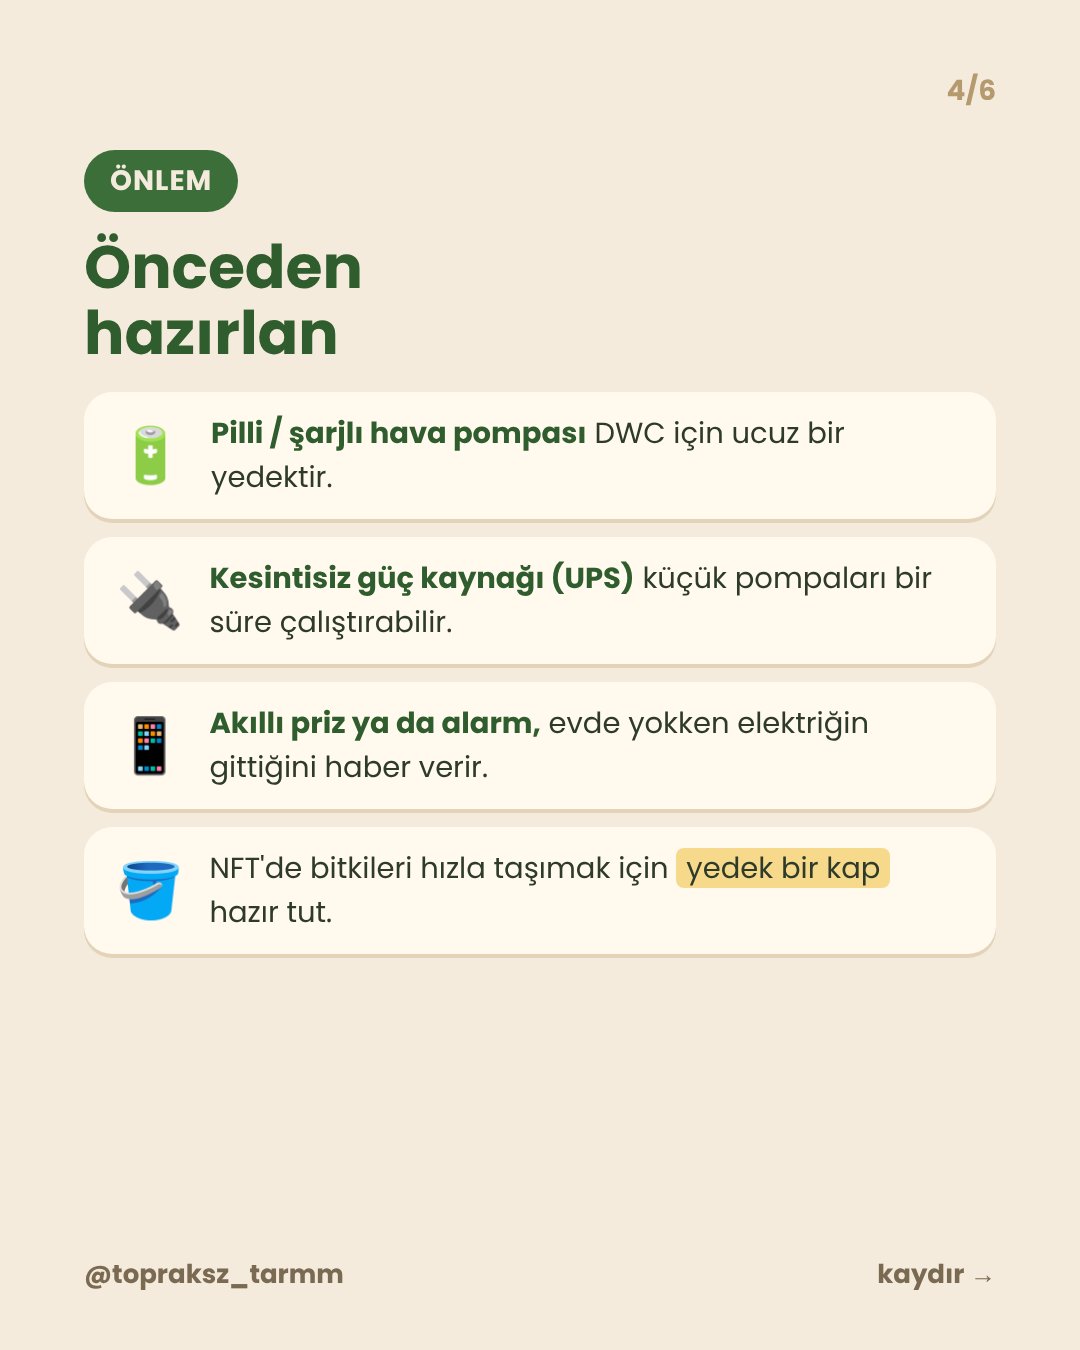 4/6
ÖNLEM
Önceden
hazırlan
Pilli / şarjlı hava pompası DWC için ucuz bir
yedektir.
Kesintisiz güç kaynağı (UPS) küçük pompaları bir
süre çalıştırabilir.
Akıllı priz ya da alarm, evde yokken elektriğin
gittiğini haber verir.
NFT'de bitkileri hızla taşımak için yedek bir kap
hazır tut.
@topraksz_tarmm
kaydır →